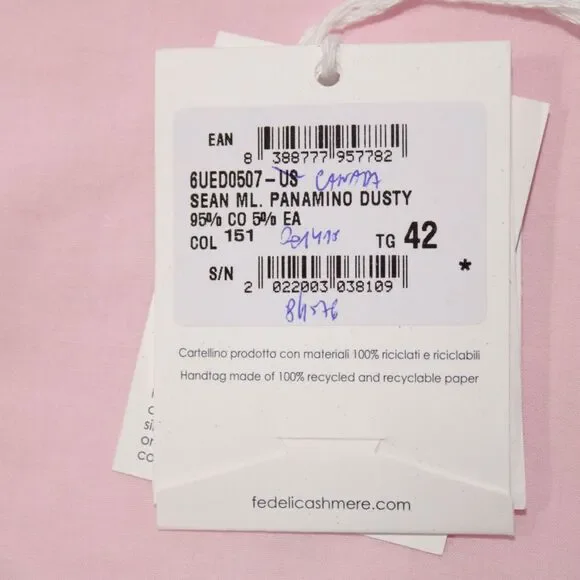 EAN
8 388777 957782
6UED0507-US CANADA
SEAN ML. PANAMINO DUSTY
95% CO 5% EA
COL 151 TG 42
S/N
*
2 022003 038109
Cartellino prodotto con materiali 100% riciclati e riciclabili
Handtag made of 100% recycled and recyclable paper
fedelicashmere.com